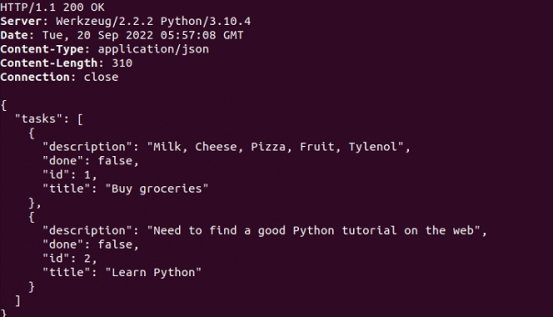 HTTP/1.1 200 OK
Server: Werkzeug/2.2.2 Python/3.10.4
Date: Tue, 20 Sep 2022 05:57:08 GMT
Content-Type: application/json
Content-Length: 310
Connection: close

{
  "tasks": [
    {
      "description": "Milk, Cheese, Pizza, Fruit, Tylenol",
      "done": false,
      "id": 1,
      "title": "Buy groceries"
    },
    {
      "description": "Need to find a good Python tutorial on the web",
      "done": false,
      "id": 2,
      "title": "Learn Python"
    }
  ]
}